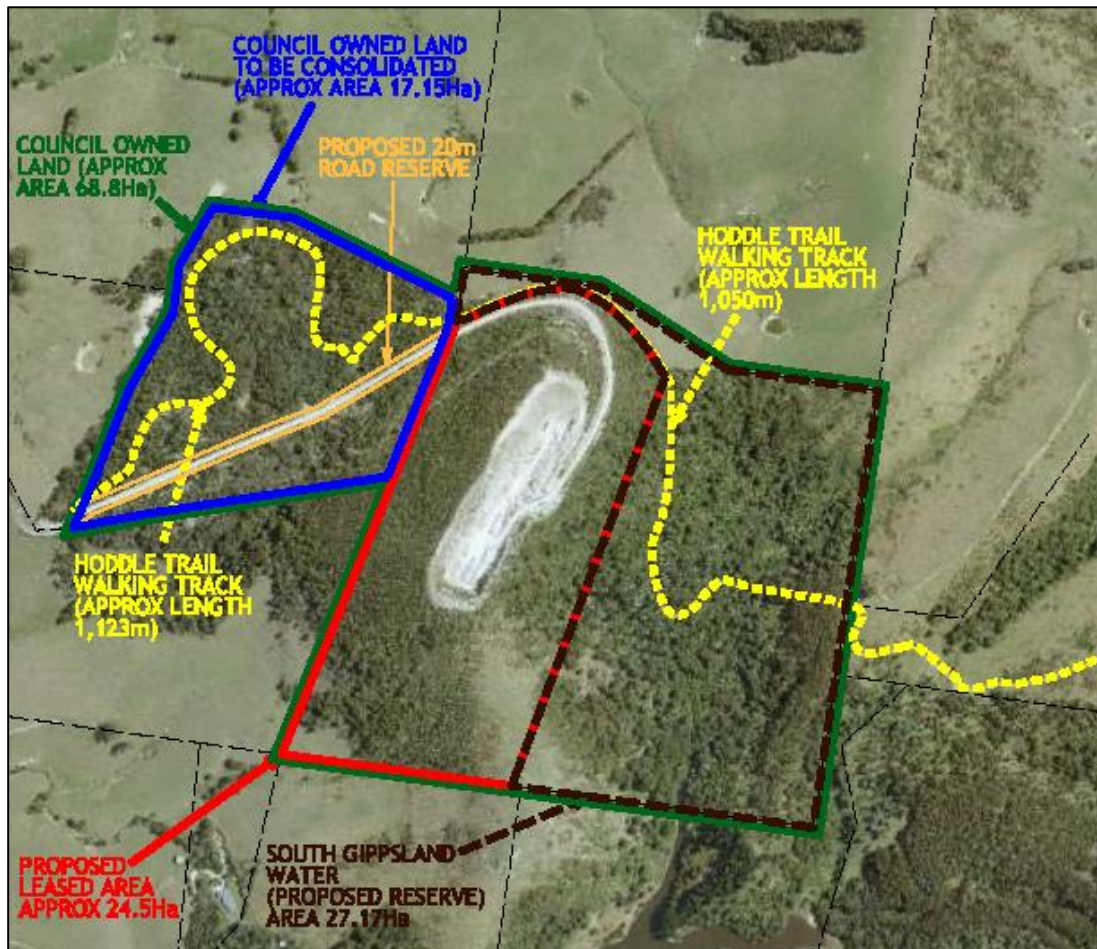 COUNCIL OWNED LAND
TO BE CONSOLIDATED
(APPROX AREA 17.15Ha)
COUNCIL OWNED
LAND (APPROX
AREA 68.8Ha)
PROPOSED 20m
ROAD RESERVE
HODDLE TRAIL
WALKING TRACK
(APPROX LENGTH
1,050m)
HODDLE TRAIL
WALKING TRACK
(APPROX LENGTH
1,123m)
PROPOSED
LEASED AREA
APPROX 24.5Ha
SOUTH GIPPSLAND
WATER
(PROPOSED RESERVE)
AREA 27.17Ha